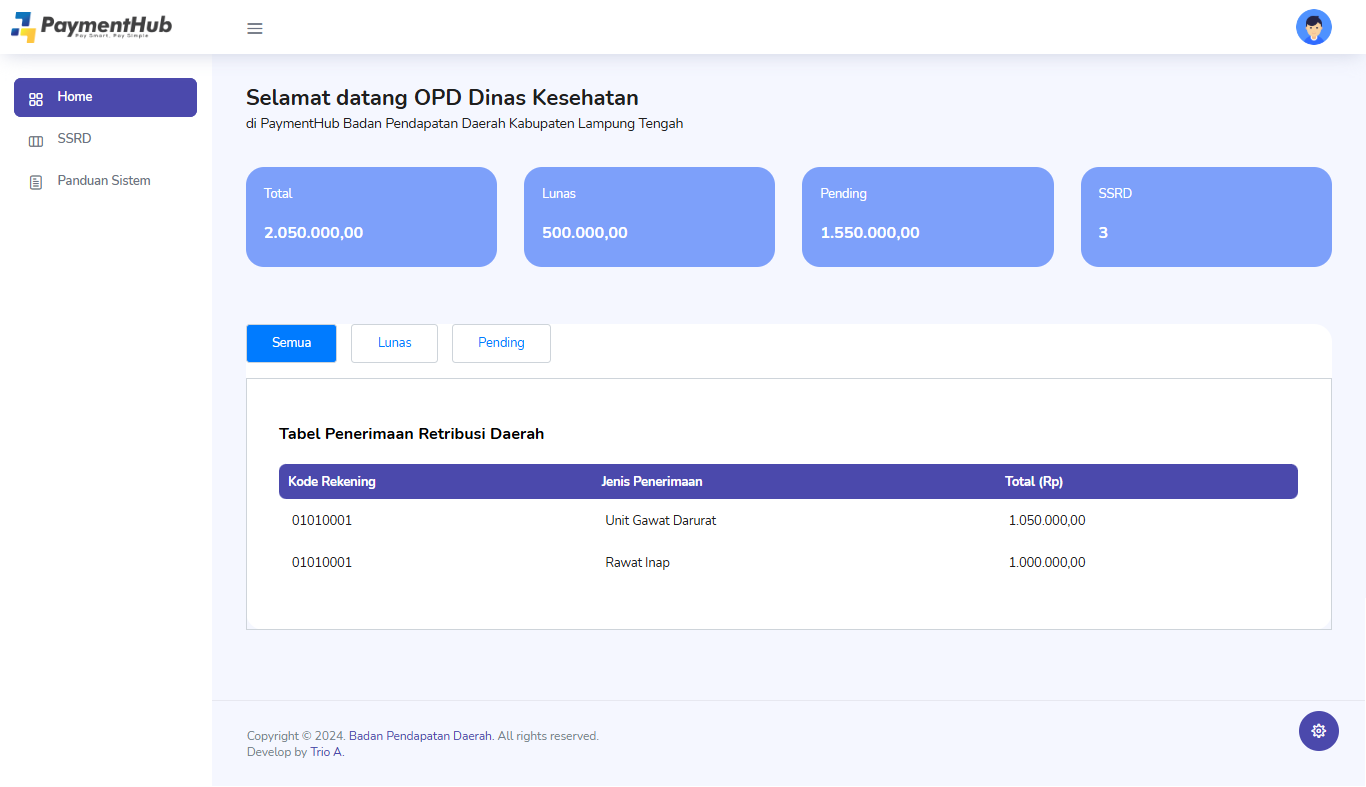 PaymentHub
Pay Smart, Pay Simple
Home
SSRD
Panduan Sistem
Selamat datang OPD Dinas Kesehatan
di PaymentHub Badan Pendapatan Daerah Kabupaten Lampung Tengah
Total Lunas Pending SSRD
2.050.000,00 500.000,00 1.550.000,00 3
Semua Lunas Pending
Tabel Penerimaan Retribusi Daerah
Kode Rekening Jenis Penerimaan Total (Rp)
01010001 Unit Gawat Darurat 1.050.000,00
01010001 Rawat Inap 1.000.000,00
Copyright © 2024. Badan Pendapatan Daerah. All rights reserved.
Develop by Trio A.